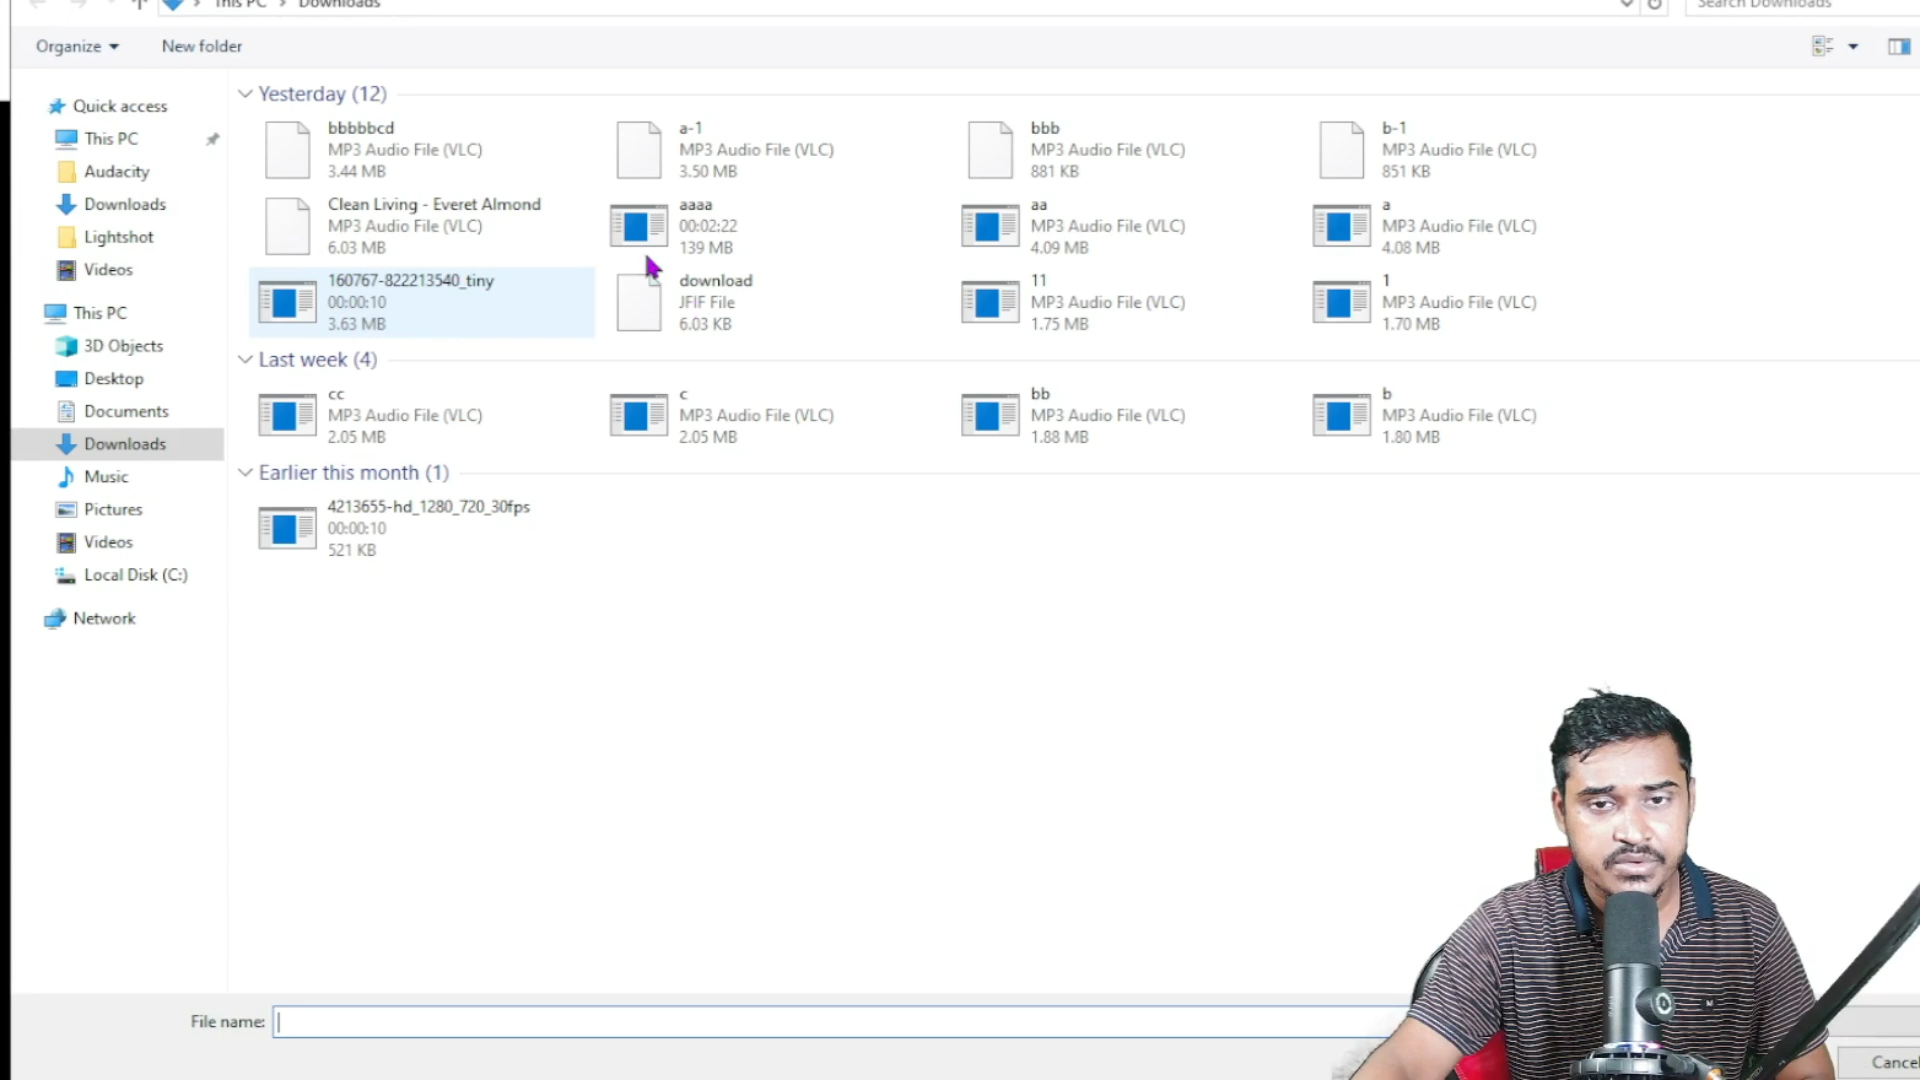 This PC > Downloads
Search Downloads
Organize
New folder
Quick access
This PC
Audacity
Downloads
Lightshot
Videos
This PC
3D Objects
Desktop
Documents
Downloads
Music
Pictures
Videos
Local Disk (C:)
Network
Yesterday (12)
bbbbbcd
MP3 Audio File (VLC)
3.44 MB
a-1
MP3 Audio File (VLC)
3.50 MB
bbb
MP3 Audio File (VLC)
881 KB
b-1
MP3 Audio File (VLC)
851 KB
Clean Living - Everet Almond
MP3 Audio File (VLC)
6.03 MB
aaaa
00:02:22
139 MB
aa
MP3 Audio File (VLC)
4.09 MB
a
MP3 Audio File (VLC)
4.08 MB
160767-822213540_tiny
00:00:10
3.63 MB
download
JFIF File
6.03 KB
11
MP3 Audio File (VLC)
1.75 MB
1
MP3 Audio File (VLC)
1.70 MB
Last week (4)
cc
MP3 Audio File (VLC)
2.05 MB
c
MP3 Audio File (VLC)
2.05 MB
bb
MP3 Audio File (VLC)
1.88 MB
b
MP3 Audio File (VLC)
1.80 MB
Earlier this month (1)
4213655-hd_1280_720_30fps
00:00:10
521 KB
File name:
Cancel